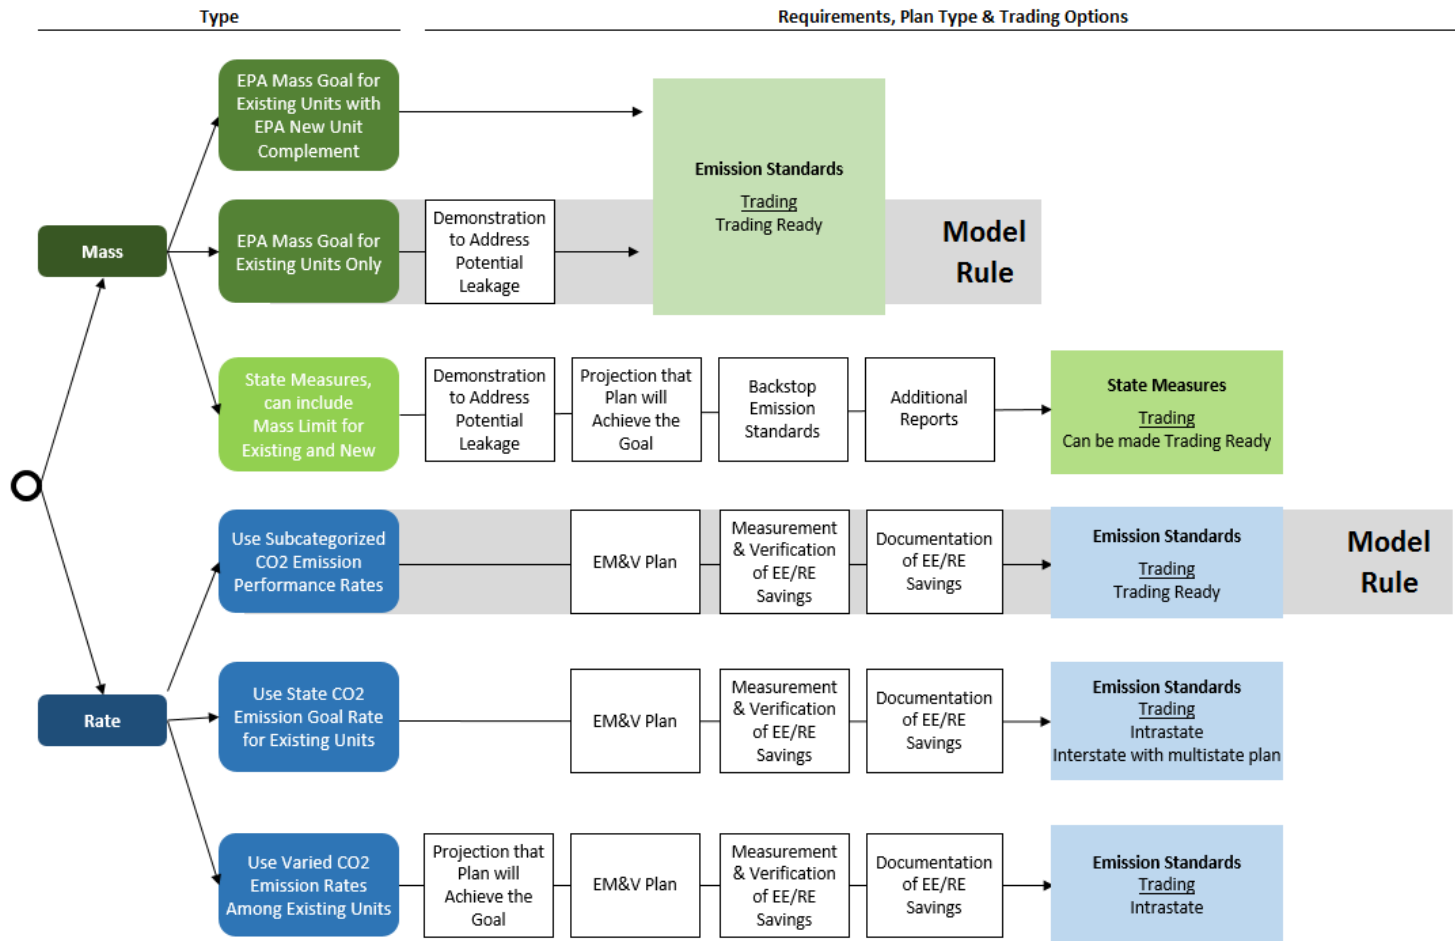 Type
Requirements, Plan Type & Trading Options
EPA Mass Goal for
Existing Units with
EPA New Unit
Complement
Emission Standards
Trading
Trading Ready
Mass
EPA Mass Goal for
Existing Units Only
Demonstration
to Address
Potential
Leakage
Model
Rule
State Measures,
can include
Mass Limit for
Existing and New
Demonstration
to Address
Potential
Leakage
Projection that
Plan will
Achieve the
Goal
Backstop
Emission
Standards
Additional
Reports
State Measures
Trading
Can be made Trading Ready
Use Subcategorized
CO2 Emission
Performance Rates
EM&V Plan
Measurement
& Verification
of EE/RE
Savings
Documentation
of EE/RE
Savings
Emission Standards
Trading
Trading Ready
Model
Rule
Rate
Use State CO2
Emission Goal Rate
for Existing Units
EM&V Plan
Measurement
& Verification
of EE/RE
Savings
Documentation
of EE/RE
Savings
Emission Standards
Trading
Intrastate
Interstate with multistate plan
Use Varied CO2
Emission Rates
Among Existing Units
Projection that
Plan will
Achieve the
Goal
EM&V Plan
Measurement
& Verification
of EE/RE
Savings
Documentation
of EE/RE
Savings
Emission Standards
Trading
Intrastate